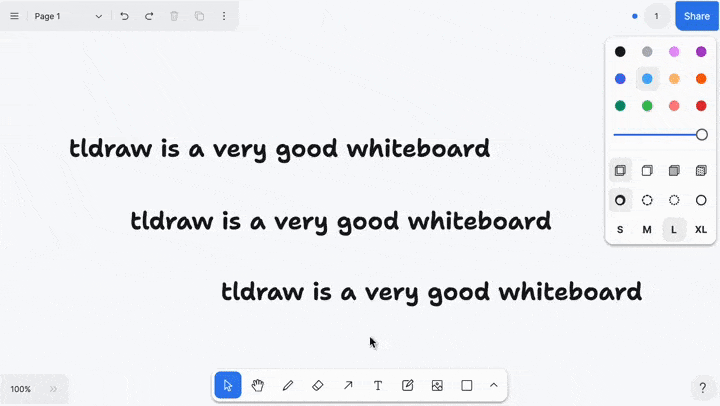 Page 1
1
Share
tldraw is a very good whiteboard
tldraw is a very good whiteboard
tldraw is a very good whiteboard
S M L XL
100%
T
?